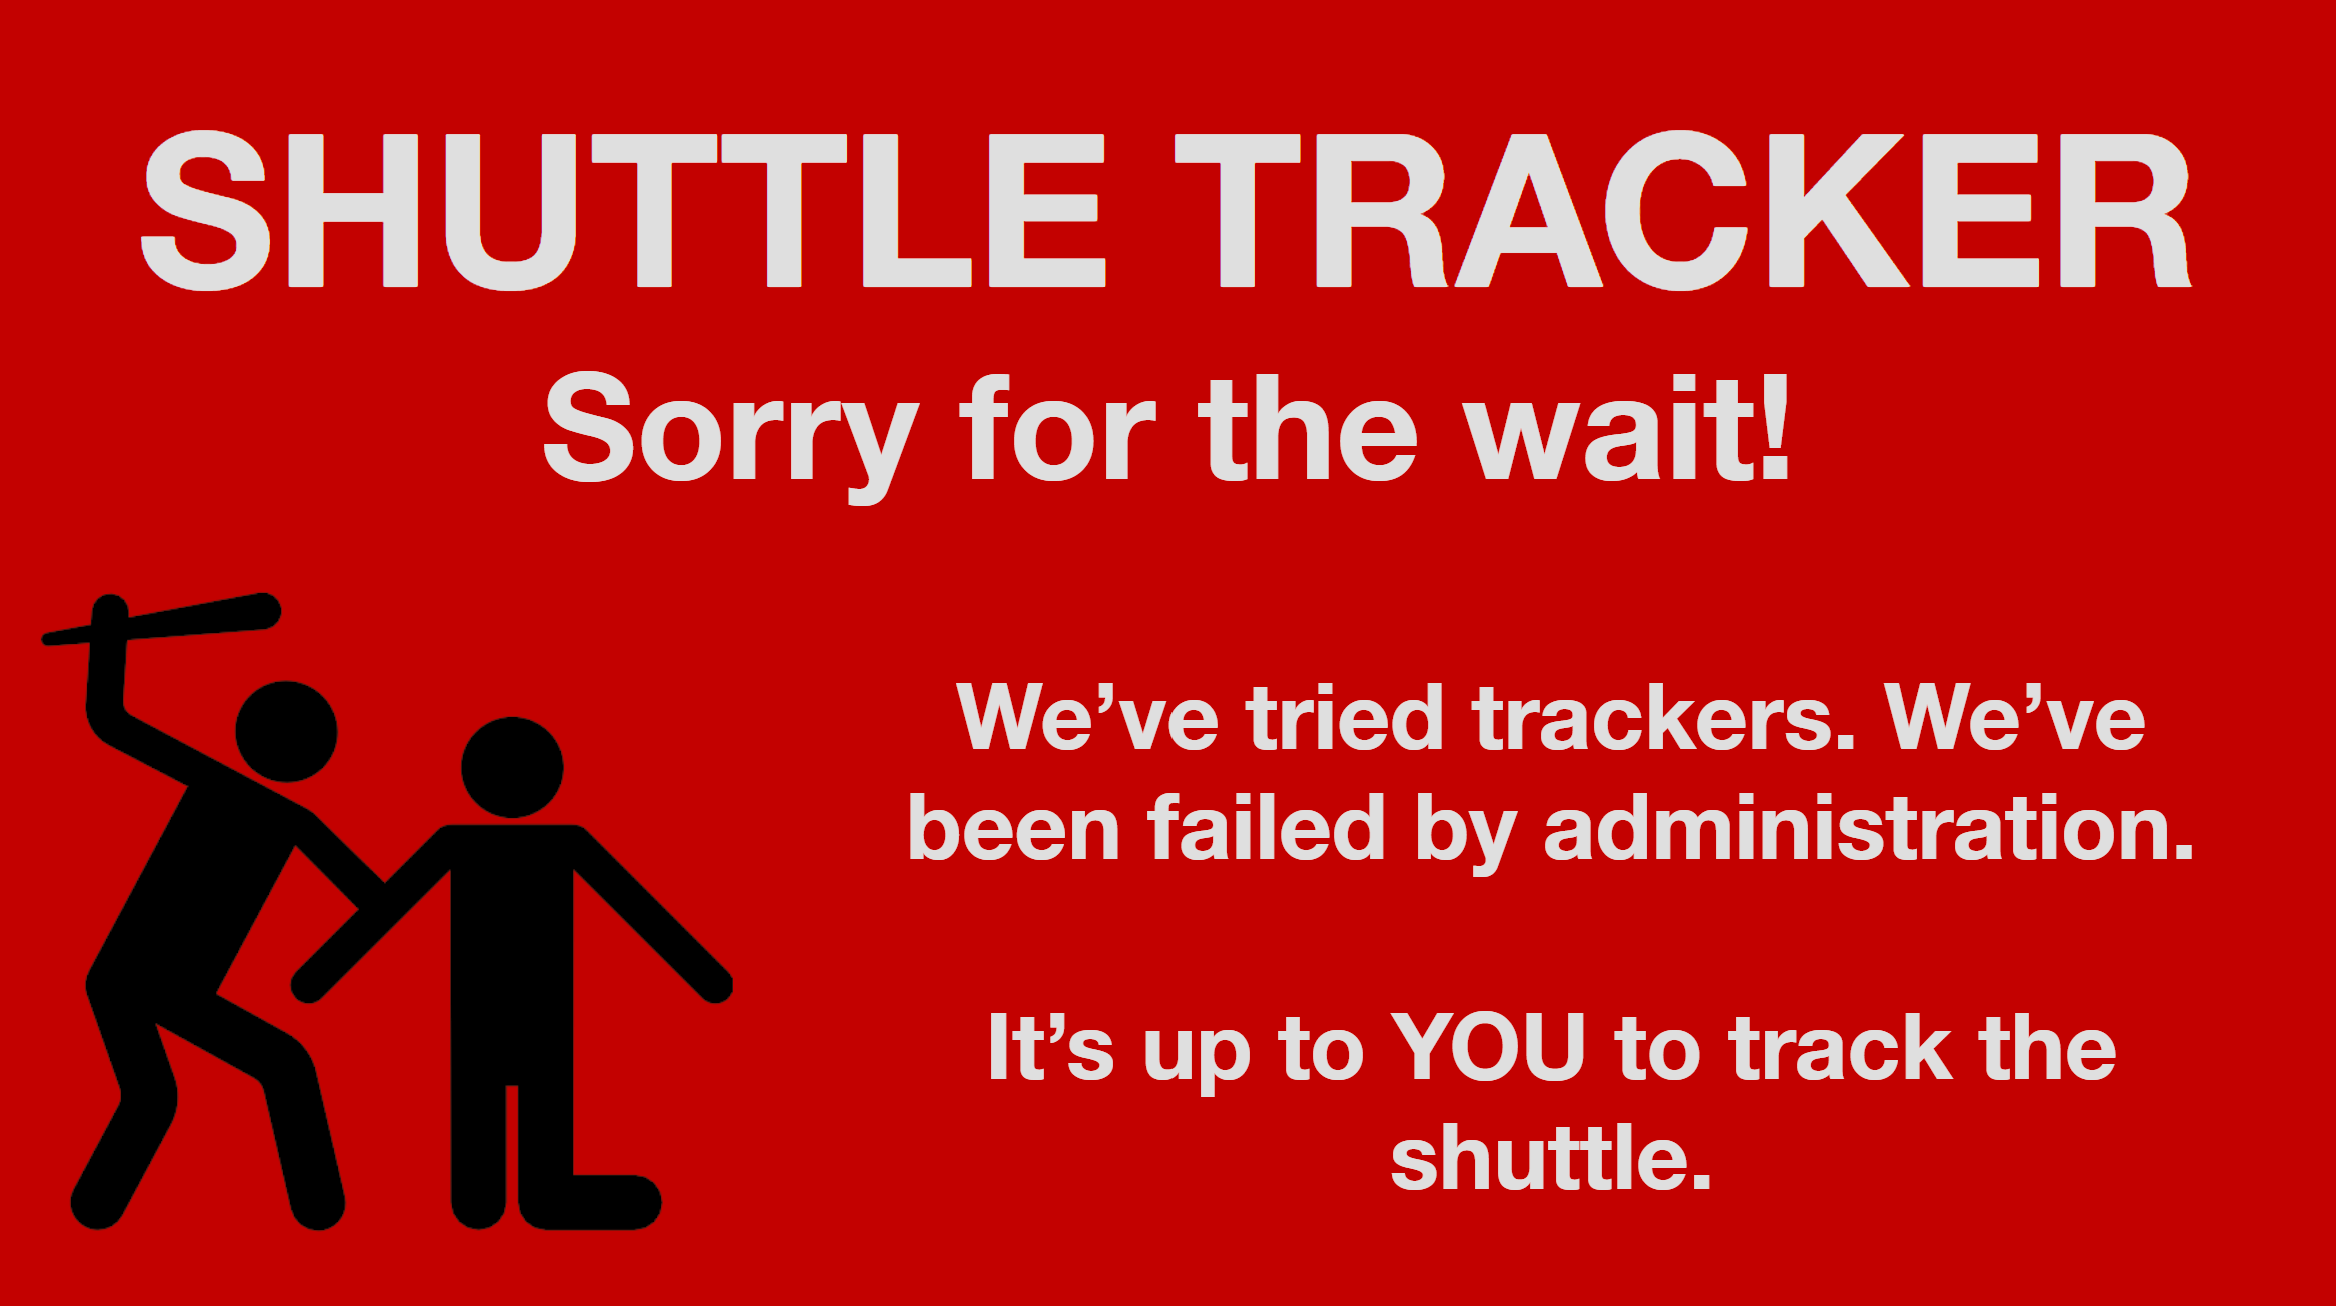 SHUTTLE TRACKER
Sorry for the wait!
We’ve tried trackers. We’ve
been failed by administration.
It’s up to YOU to track the
shuttle.